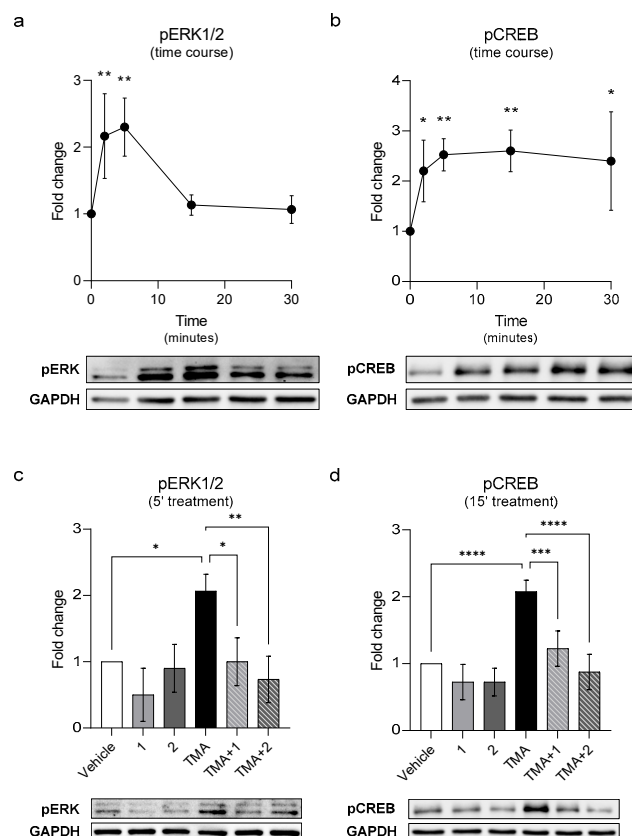 a
pERK1/2
(time course)
**
**
3
2
1
0
Fold change
0
10
20
30
Time
(minutes)
pERK
GAPDH
b
pCREB
(time course)
*
**
**
*
4
3
2
1
0
Fold change
0
10
20
30
Time
(minutes)
pCREB
GAPDH
c
pERK1/2
(5' treatment)
*
*
**
3
2
1
0
Fold change
Vehicle
1
2
TMA
TMA+1
TMA+2
pERK
GAPDH
d
pCREB
(15' treatment)
****
***
****
3
2
1
0
Fold change
Vehicle
1
2
TMA
TMA+1
TMA+2
pCREB
GAPDH